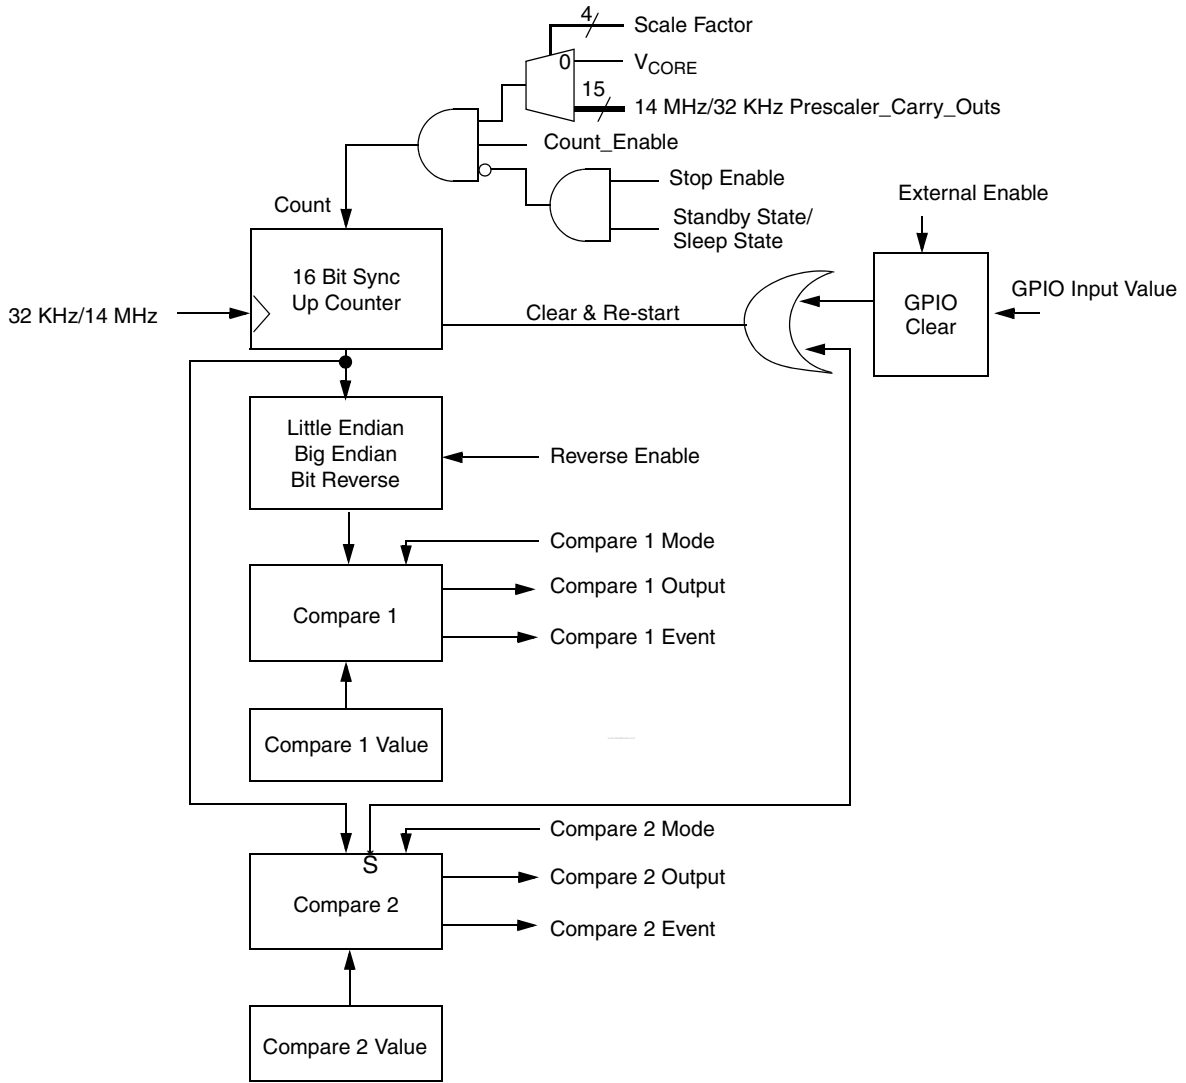 4
Scale Factor
0
VCORE
15
14 MHz/32 KHz Prescaler_Carry_Outs
Count_Enable
Stop Enable
Standby State/
Sleep State
External Enable
Count
16 Bit Sync
Up Counter
32 KHz/14 MHz
Clear & Re-start
GPIO
Clear
GPIO Input Value
Little Endian
Big Endian
Bit Reverse
Reverse Enable
Compare 1 Mode
Compare 1 Output
Compare 1
Compare 1 Event
Compare 1 Value
Compare 2 Mode
S
Compare 2 Output
Compare 2
Compare 2 Event
Compare 2 Value